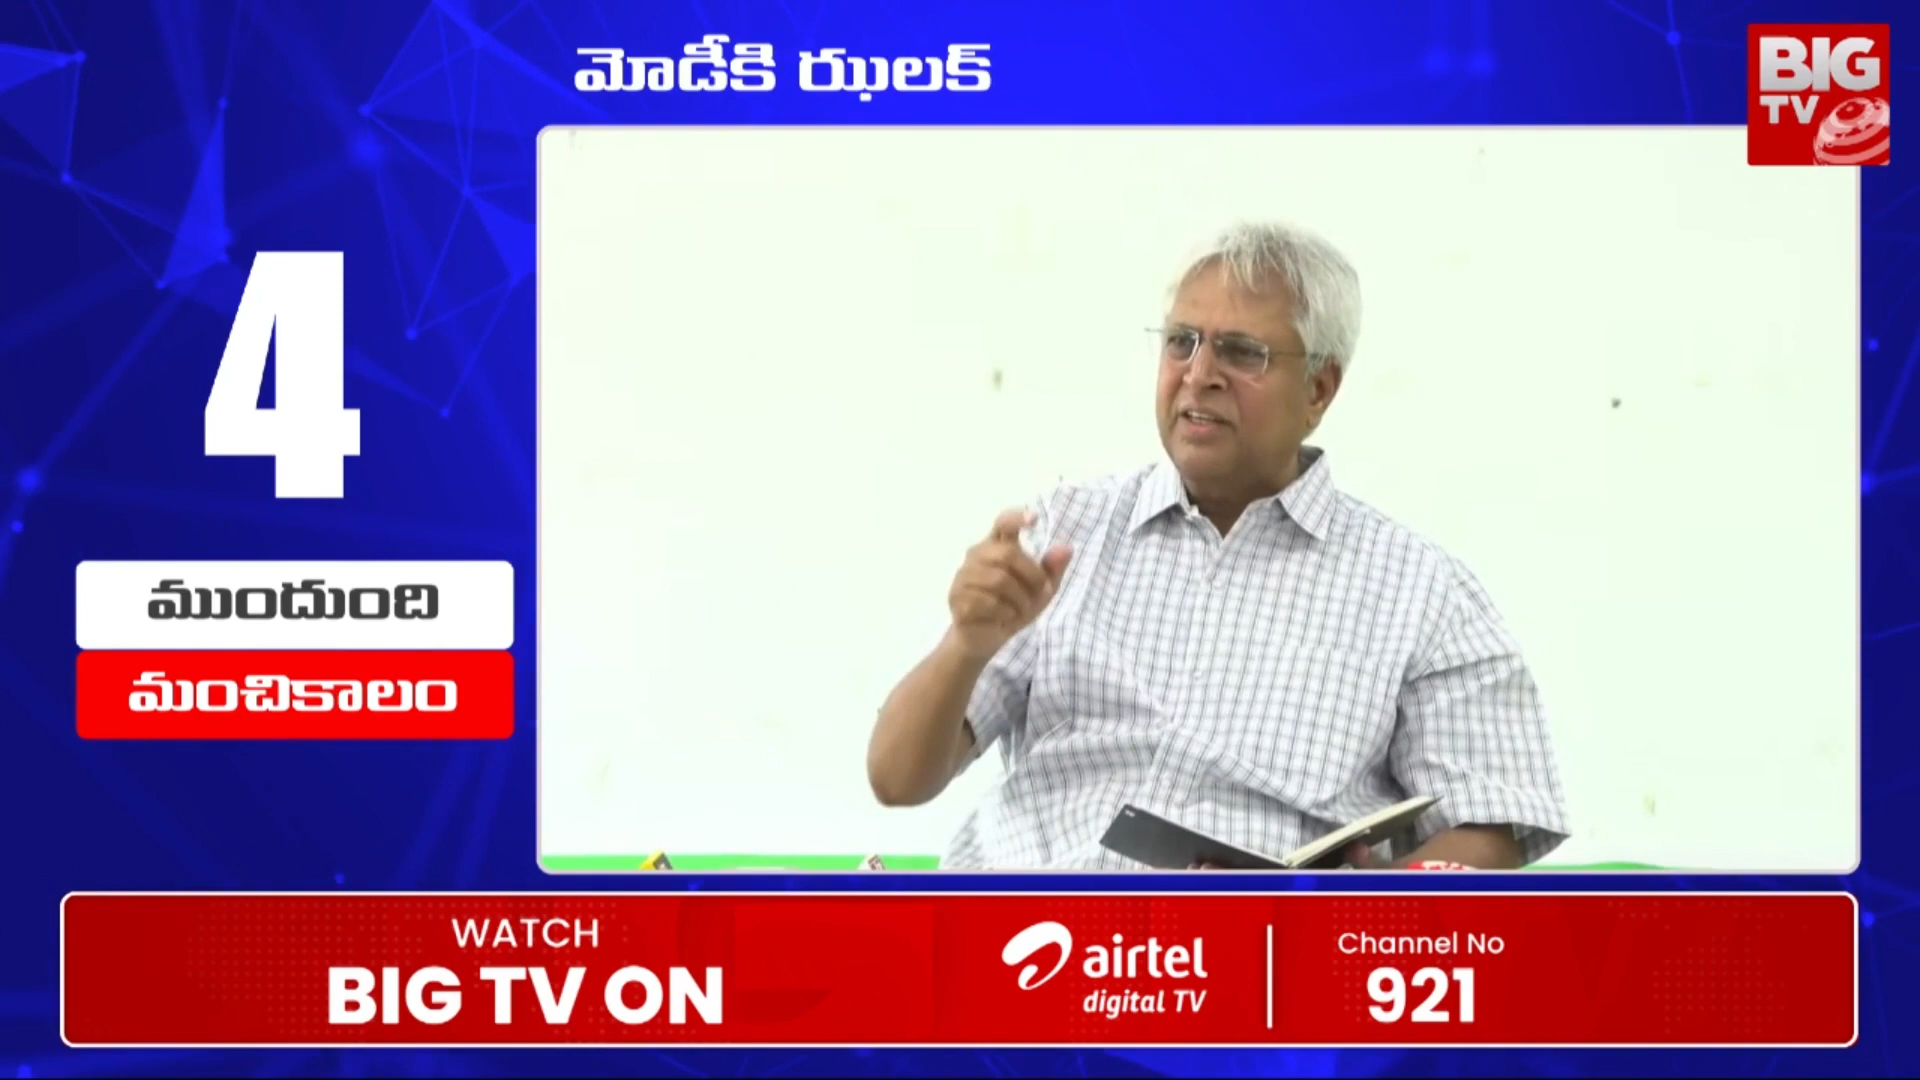 మోడీకి ఝలక్
BIG
TV
4
ముందుంది
మంచికాలం
WATCH
BIG TV ON
airtel
digital TV
Channel No
921